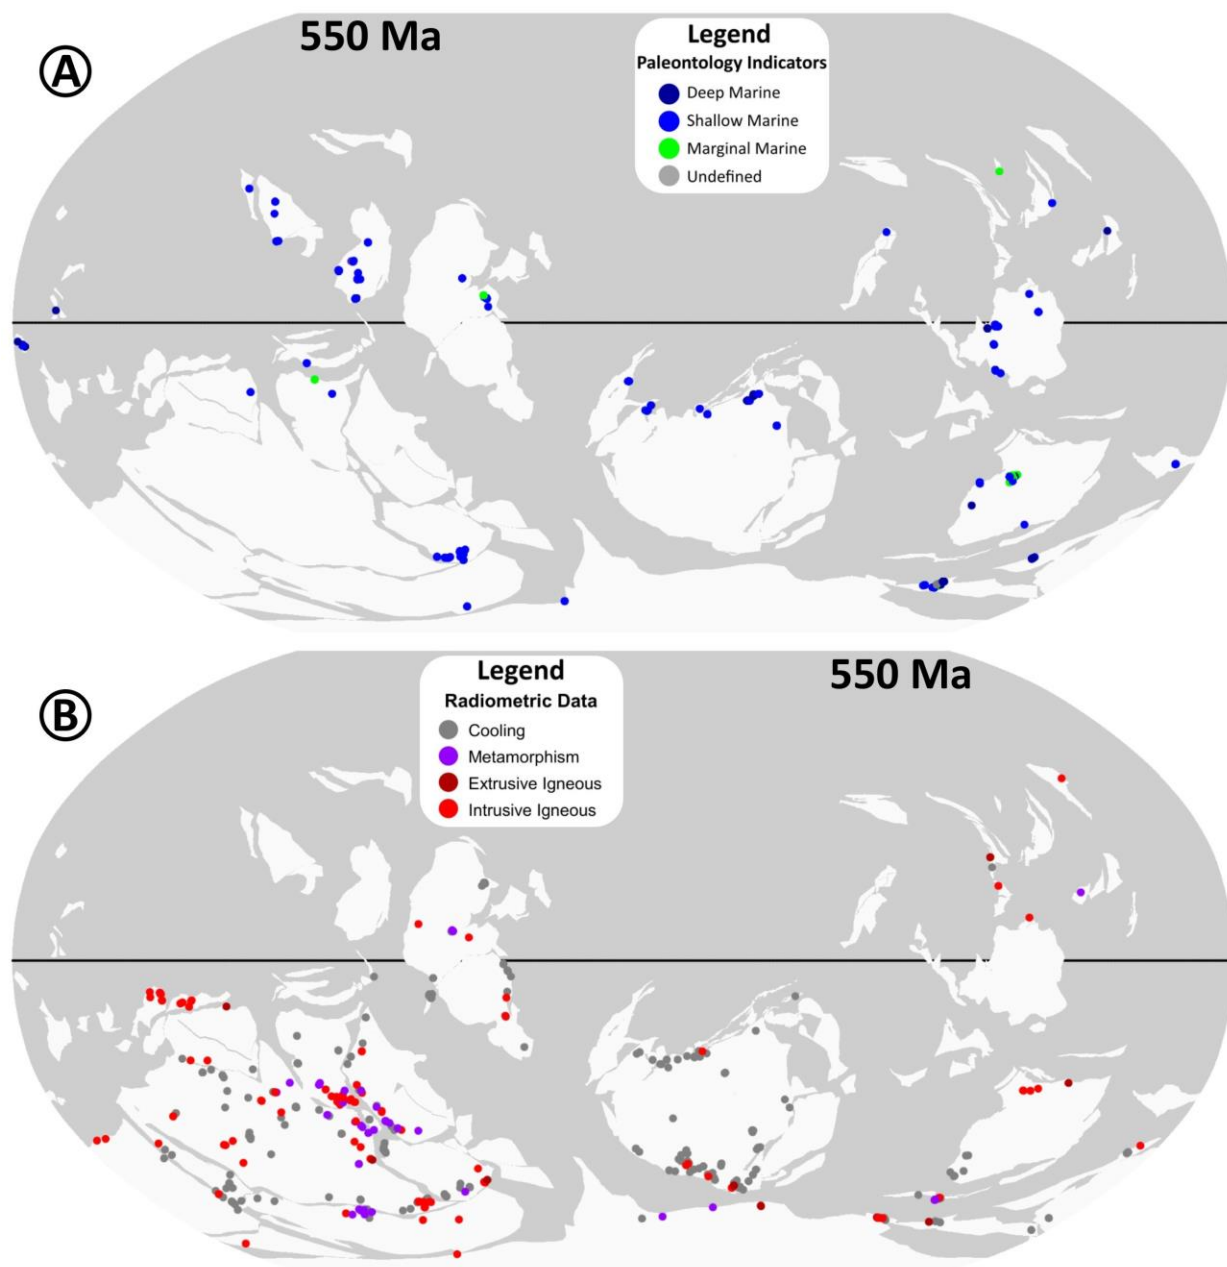 A
550 Ma
Legend
Paleontology Indicators
Deep Marine
Shallow Marine
Marginal Marine
Undefined
B
Legend
Radiometric Data
Cooling
Metamorphism
Extrusive Igneous
Intrusive Igneous
550 Ma